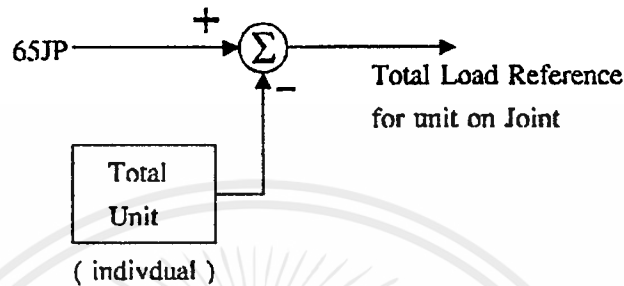 65JP
+
Σ
−
Total Load Reference
for unit on Joint
Total
Unit
( indivdual )